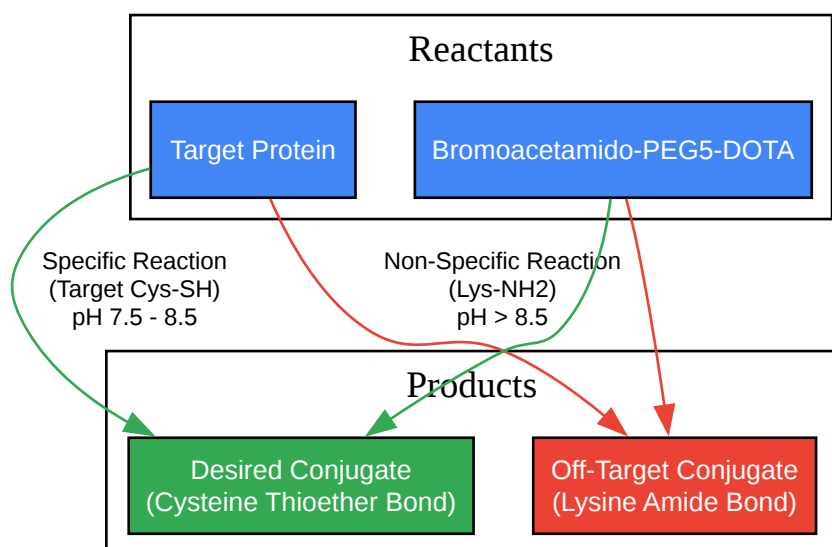 Reactants
Target Protein
Bromoacetamido-PEG5-DOTA
Specific Reaction
(Target Cys-SH)
pH 7.5 - 8.5
Non-Specific Reaction
(Lys-NH2)
pH > 8.5
Products
Desired Conjugate
(Cysteine Thioether Bond)
Off-Target Conjugate
(Lysine Amide Bond)